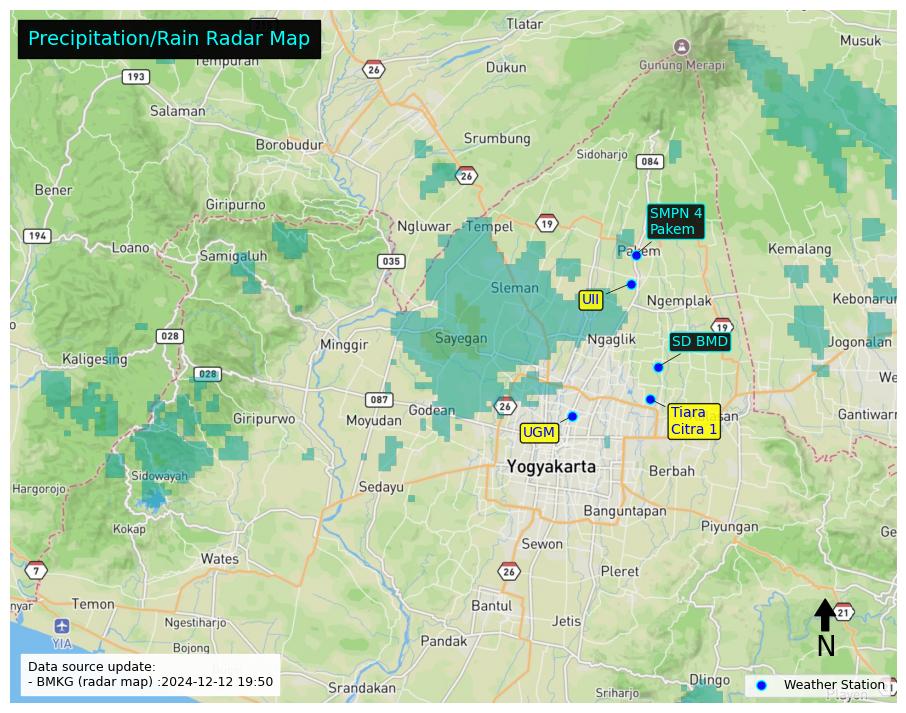 Precipitation/Rain Radar Map
Tlatar
Musuk
26
Gunung Merapi
Tempuran
193
Dukun
Salaman
Srumbung
Borobudur
Sidoharjo
084
26
Bener
Giripurno
SMPN 4
Pakem
194
Ngluwar
Tempel
19
Loano
Samigaluh
035
Pakem
Kemalang
Sleman
UII
Ngemplak
Kebonarun
19
028
Sayegan
Ngaglik
SD BMD
Jogonalan
Minggir
Kaligesing
028
087
Godean
26
Tiara
Citra 1
Giripurwo
Moyudan
UGM
Gantiwarn
Yogyakarta
Berbah
Sidowayah
Hargorojo
Sedayu
Kokap
Banguntapan
Piyungan
Sewon
Wates
7
26
Pleret
Temon
Bantul
21
Ngestiharjo
Jetis
YIA
Pandak
N
Bojong
Data source update:
- BMKG (radar map) :2024-12-12 19:50
Srandakan
Sriharjo
Dlingo
Weather Station
Playen